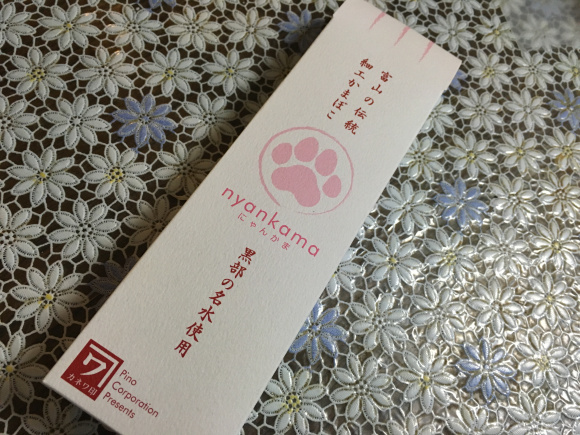 富山の伝統
細工かまぼこ
nyankama
にゃんかま
黒部の名水使用
カネワ印
Pino
Corporation
Presents